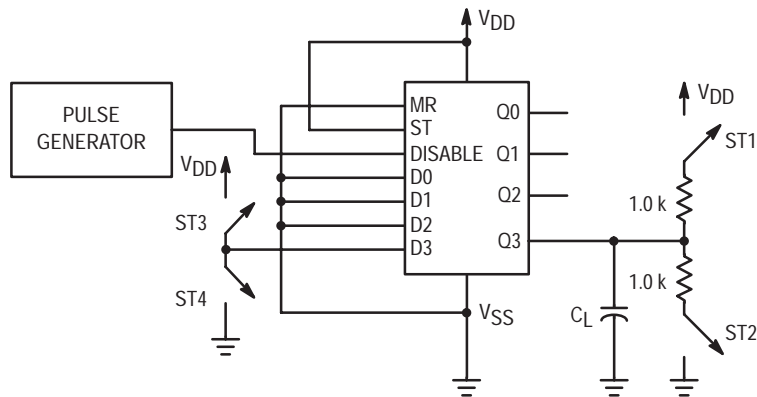 VDD
PULSE
GENERATOR
MR
ST
DISABLE
D0
D1
D2
D3
Q0
Q1
Q2
Q3
VDD
ST3
ST4
VSS
CL
VDD
ST1
1.0 k
1.0 k
ST2